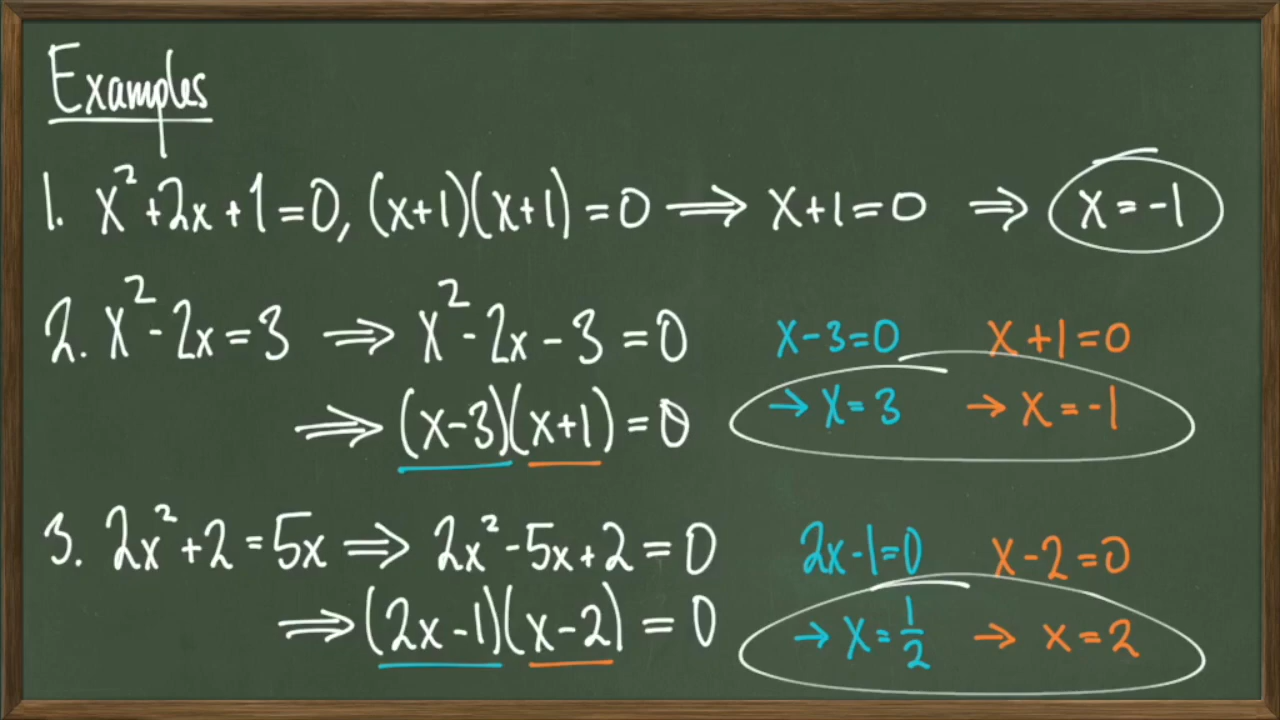 Examples
1. x²+2x+1=0, (x+1)(x+1)=0 ⟹ x+1=0 ⟹ x=-1
2. x²-2x=3 ⟹ x²-2x-3=0 x-3=0 x+1=0
⟹ (x-3)(x+1)=0 → x=3 → x=-1
3. 2x²+2=5x ⟹ 2x²-5x+2=0 2x-1=0 x-2=0
⟹ (2x-1)(x-2)=0 → x=1/2 → x=2